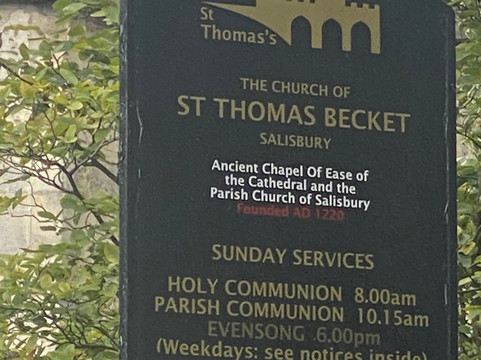 St
Thomas's
THE CHURCH OF
ST THOMAS BECKET
SALISBURY
Ancient Chapel Of Ease of
the Cathedral and the
Parish Church of Salisbury
Founded AD 1220
SUNDAY SERVICES
HOLY COMMUNION 8.00am
PARISH COMMUNION 10.15am
EVENSONG 6.00pm
(Weekdays: see notices inside)